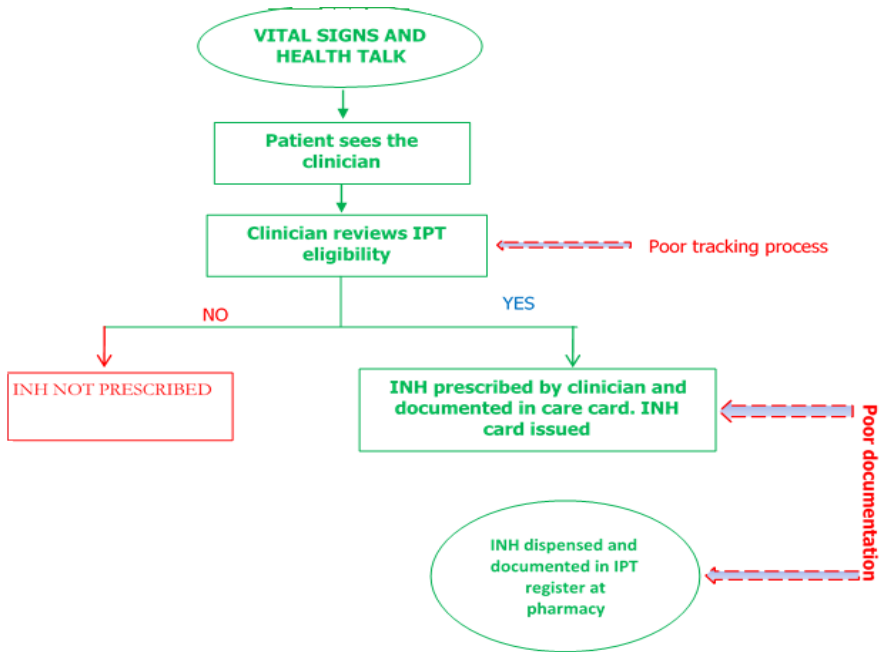 VITAL SIGNS AND
HEALTH TALK
Patient sees the
clinician
Clinician reviews IPT
eligibility
Poor tracking process
NO
YES
INH NOT PRESCRIBED
INH prescribed by clinician and
documented in care card. INH
card issued
Poor documentation
INH dispensed and
documented in IPT
register at
pharmacy